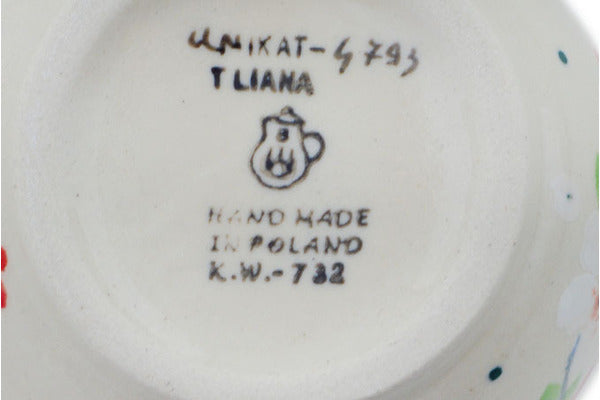 UNIKAT-4793
T LIANA
B
HAND MADE
IN POLAND
K.W.-732